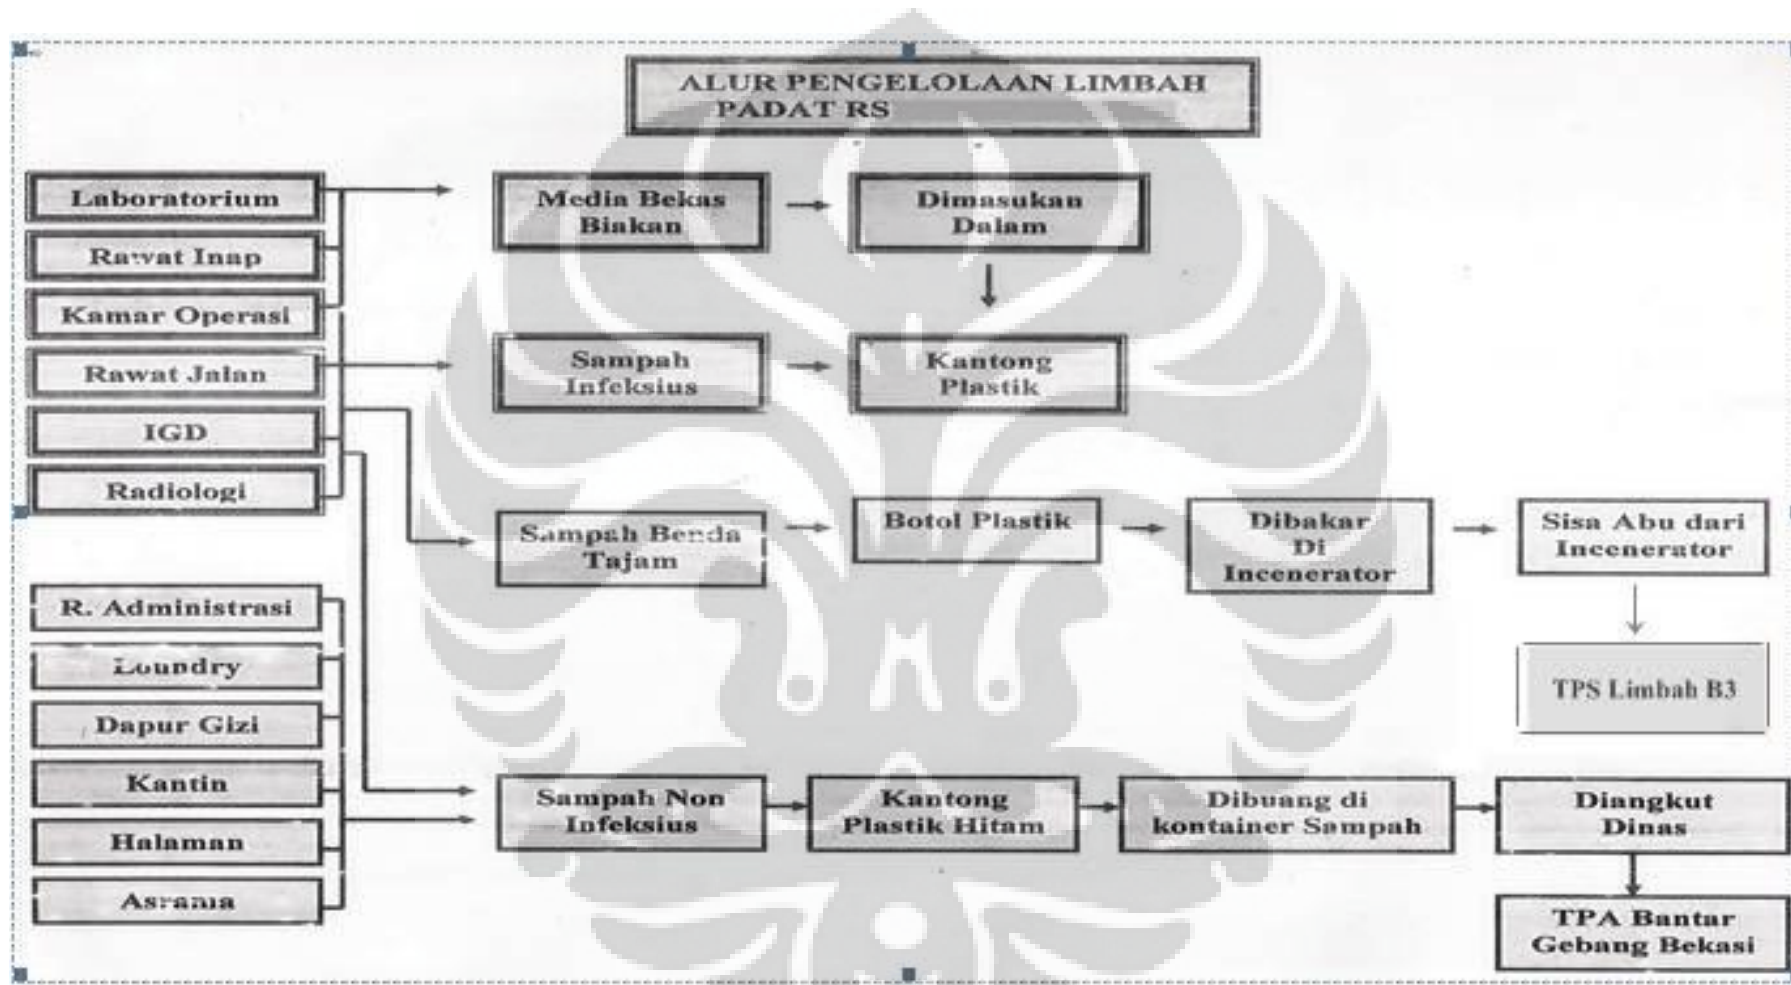 ALUR PENGELOLAAN LIMBAH
PADAT RS
Laboratorium
Rawat Inap
Kamar Operasi
Rawat Jalan
IGD
Radiologi
R. Administrasi
Loundry
Dapur Gizi
Kantin
Halaman
Asrama
Media Bekas
Biakan
Dimasukan
Dalam
Sampah
Infeksius
Kantong
Plastik
Sampah Benda
Tajam
Botol Plastik
Dibakar
Di
Incenerator
Sisa Abu dari
Incenerator
TPS Limbah B3
Sampah Non
Infeksius
Kantong
Plastik Hitam
Dibuang di
kontainer Sampah
Diangkut
Dinas
TPA Bantar
Gebang Bekasi